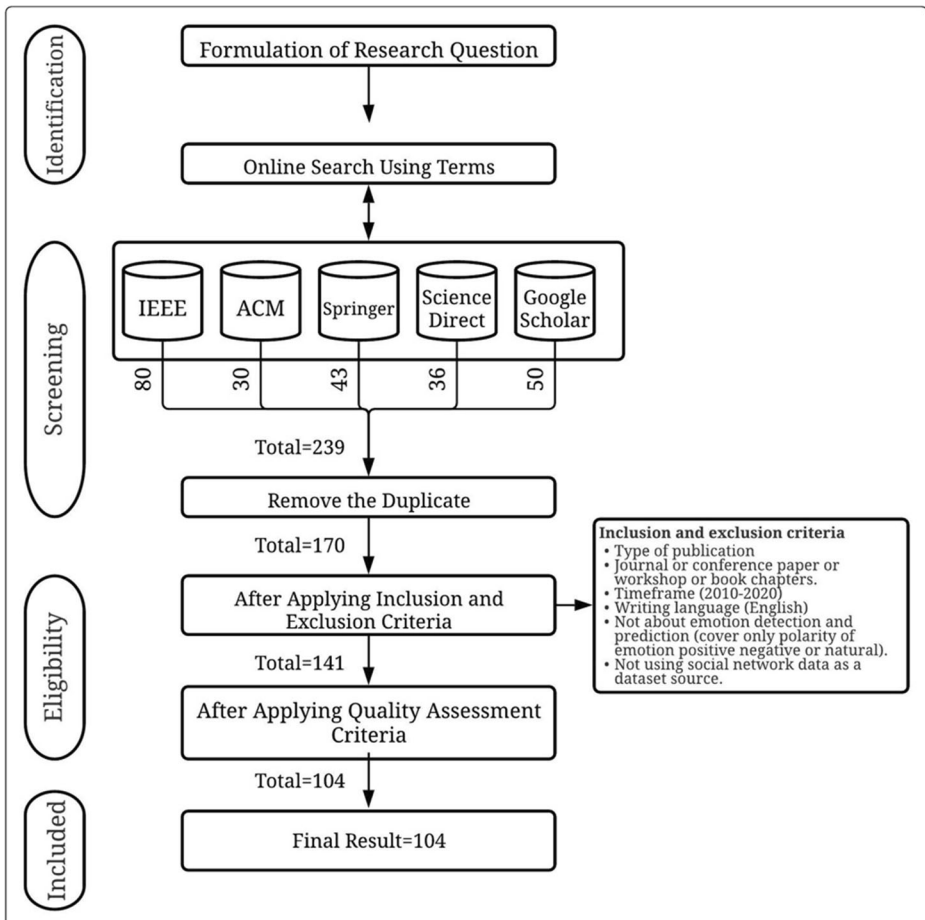 Identification
Formulation of Research Question
Online Search Using Terms
Screening
IEEE
ACM
Springer
Science
Direct
Google
Scholar
80
30
43
36
50
Total=239
Remove the Duplicate
Total=170
Eligibility
After Applying Inclusion and
Exclusion Criteria
Inclusion and exclusion criteria
• Type of publication
• Journal or conference paper or
workshop or book chapters.
• Timeframe (2010-2020)
• Writing language (English)
• Not about emotion detection and
prediction (cover only polarity of
emotion positive negative or natural).
• Not using social network data as a
dataset source.
Total=141
After Applying Quality Assessment
Criteria
Total=104
Included
Final Result=104